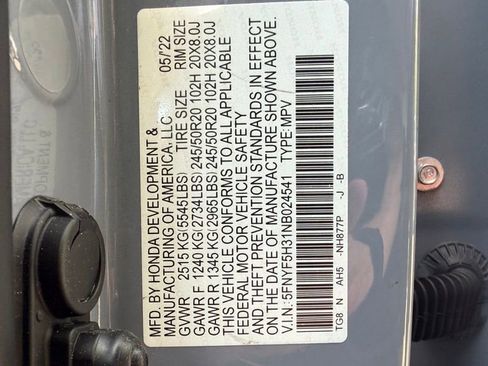 MFD. BY HONDA DEVELOPMENT &
MANUFACTURING OF AMERICA, LLC 05/'22
TIRE SIZE RIM SIZE
GVWR 2515 KG(5545LBS)
GAWR F 1240 KG(2734LBS)245/50R20 102H 20X8.0J
GAWR R 1345 KG(2965LBS)245/50R20 102H 20X8.0J
THIS VEHICLE CONFORMS TO ALL APPLICABLE
FEDERAL MOTOR VEHICLE SAFETY
AND THEFT PREVENTION STANDARDS IN EFFECT
ON THE DATE OF MANUFACTURE SHOWN ABOVE.
V.I.N.: 5FNYF5H31NB024541 TYPE: MPV
TG8 N AH5 -NH877P -J -B